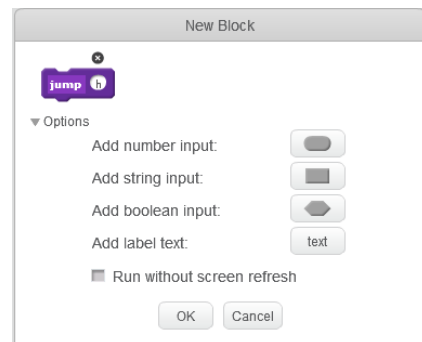 New Block
jump h
Options
Add number input:
Add string input:
Add boolean input:
Add label text: text
Run without screen refresh
OK Cancel